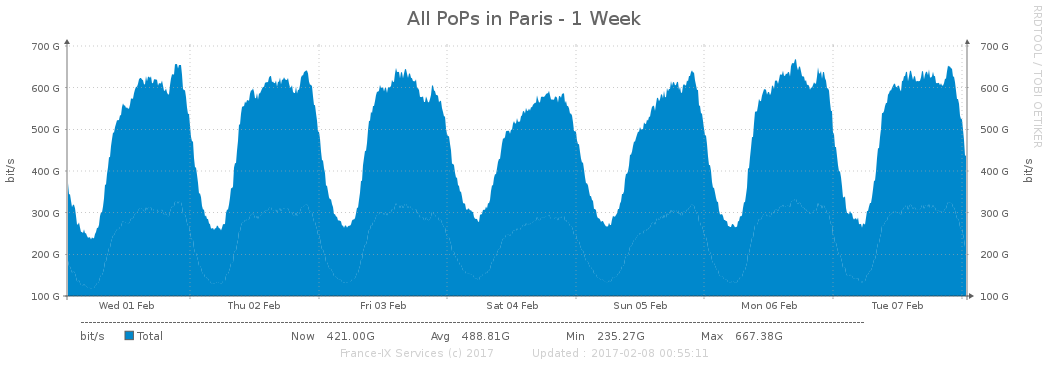 All PoPs in Paris - 1 Week
RRDTOOL / TOBI OETIKER
700 G 700 G
600 G 600 G
500 G 500 G
400 G 400 G
300 G 300 G
200 G 200 G
100 G 100 G
bit/s bit/s
Wed 01 Feb Thu 02 Feb Fri 03 Feb Sat 04 Feb Sun 05 Feb Mon 06 Feb Tue 07 Feb
bit/s Total Now 421.00G Avg 488.81G Min 235.27G Max 667.38G
France-IX Services (c) 2017 Updated : 2017-02-08 00:55:11